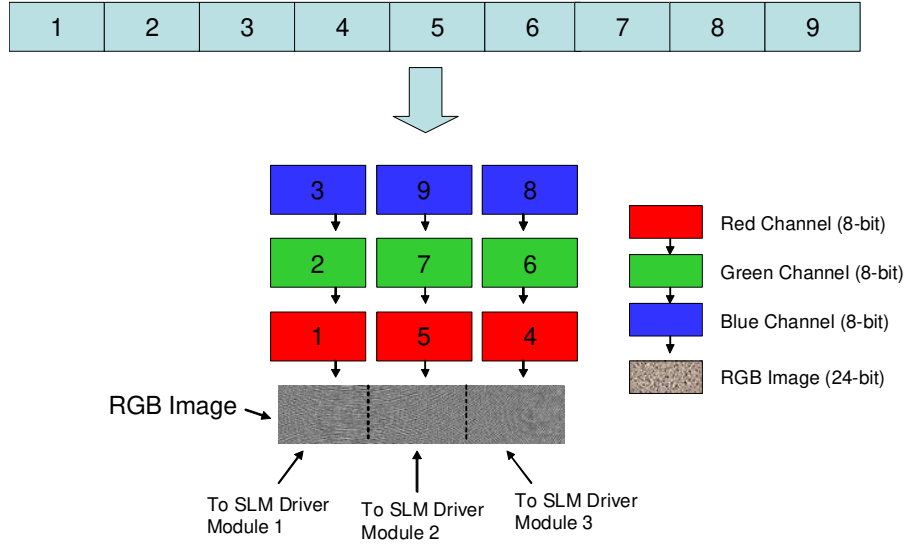 1 2 3 4 5 6 7 8 9
3 9 8
2 7 6
1 5 4
Red Channel (8-bit)
Green Channel (8-bit)
Blue Channel (8-bit)
RGB Image (24-bit)
RGB Image
To SLM Driver
Module 1
To SLM Driver
Module 2
To SLM Driver
Module 3